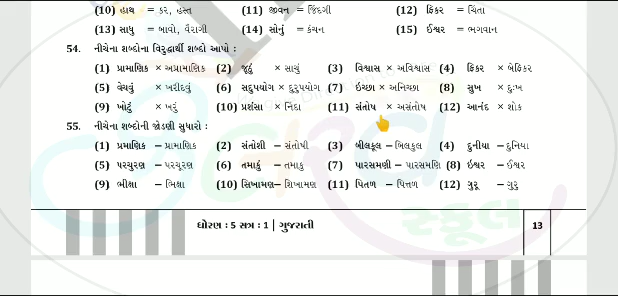 (10) હાથ = કર, હસ્ત (11) જીવન = જિંદગી (12) ફિકર = ચિંતા
(13) સાધુ = બાવો, વૈરાગી (14) સોનું = કંચન (15) ઈશ્વર = ભગવાન
54. નીચેના શબ્દોના વિરુદ્ધાર્થી શબ્દો આપો :
(1) પ્રામાણિક × અપ્રામાણિક (2) જૂઠું × સાચું (3) વિશ્વાસ × અવિશ્વાસ (4) ફિકર × બેફિકર
(5) વેચવું × ખરીદવું (6) સદુપયોગ × દુરુપયોગ (7) ઇચ્છા × અનિચ્છા (8) સુખ × દુઃખ
(9) ખોટું × ખરું (10) પ્રશંસા × નિંદા (11) સંતોષ × અસંતોષ (12) આનંદ × શોક
55. નીચેના શબ્દોની જોડણી સુધારો :
(1) પ્રમાણિક – પ્રામાણિક (2) સંતોશી – સંતોષી (3) બીલકૂલ – બિલકુલ (4) દુનીયા – દુનિયા
(5) પરચુરણ – પરચૂરણ (6) તમાકું – તમાકુ (7) પારસમણી – પારસમણિ (8) ઇશ્વર – ઈશ્વર
(9) ભીક્ષા – ભિક્ષા (10) સિખામણ – શિખામણ (11) પિતળ – પિત્તળ (12) ગુરૂ – ગુરુ
ધોરણ : 5 સત્ર : 1 | ગુજરાતી 13
સ્કૂલ